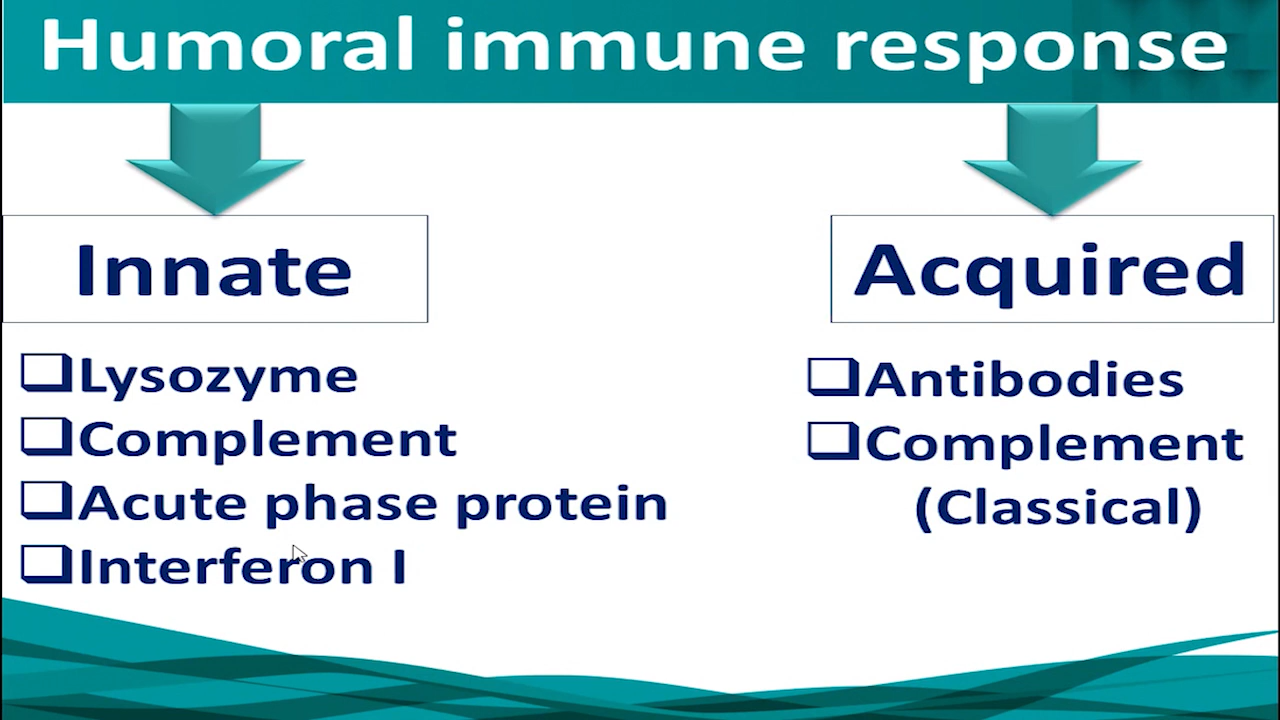 Humoral immune response
Innate
Lysozyme
Complement
Acute phase protein
Interferon I
Acquired
Antibodies
Complement
(Classical)